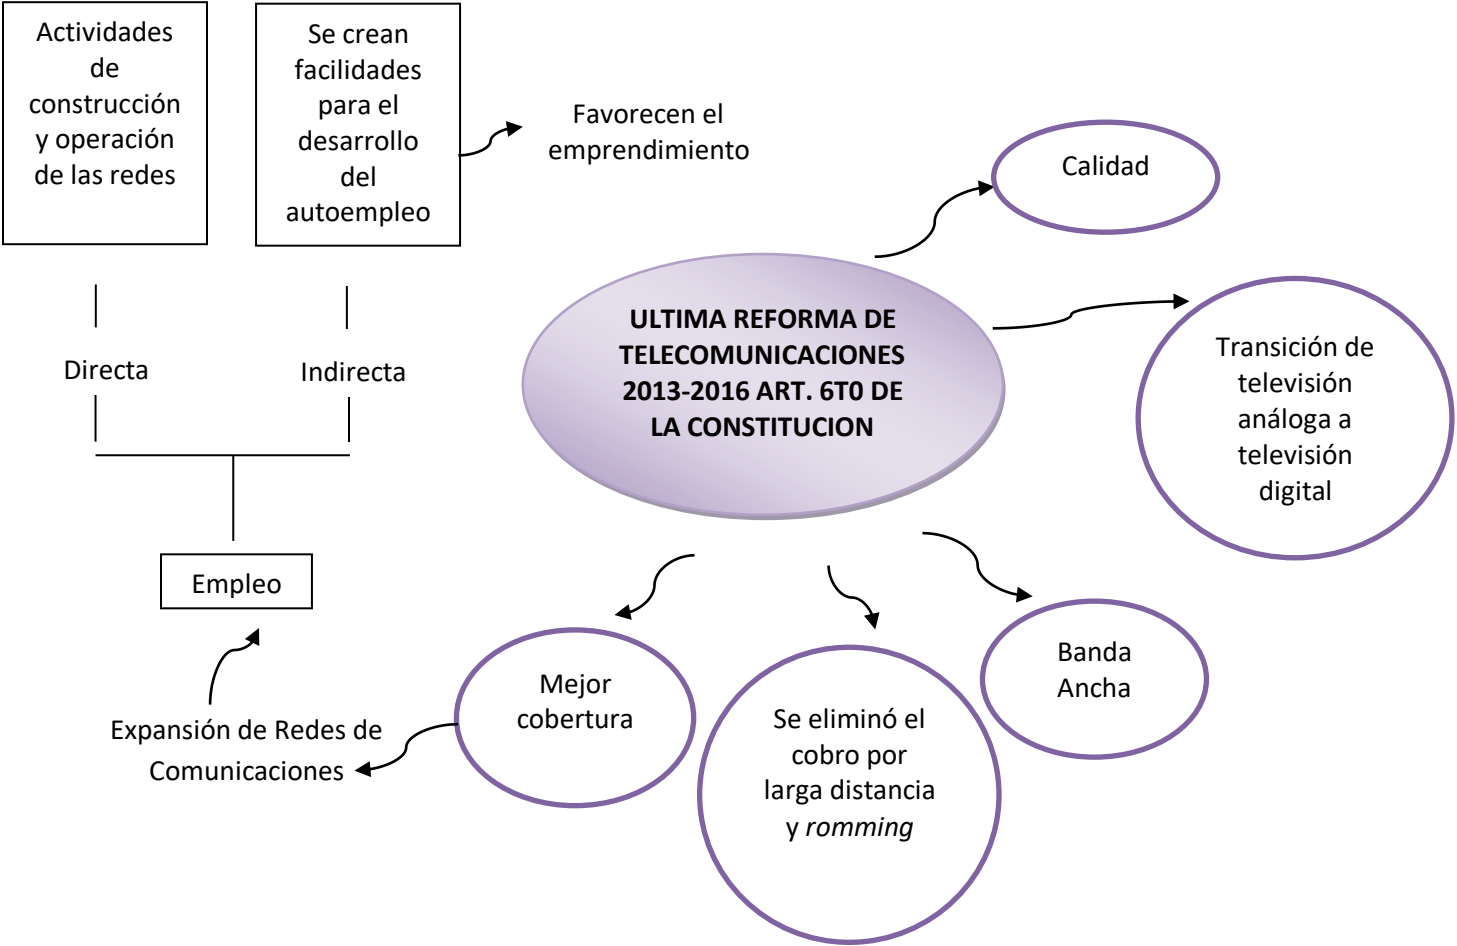 Actividades
de
construcción
y operación
de las redes
Se crean
facilidades
para el
desarrollo
del
autoempleo
Favorecen el
emprendimiento
Calidad
ULTIMA REFORMA DE
TELECOMUNICACIONES
2013-2016 ART. 6T0 DE
LA CONSTITUCION
Transición de
televisión
análoga a
televisión
digital
Directa
Indirecta
Empleo
Expansión de Redes de
Comunicaciones
Mejor
cobertura
Se eliminó el
cobro por
larga distancia
y romming
Banda
Ancha